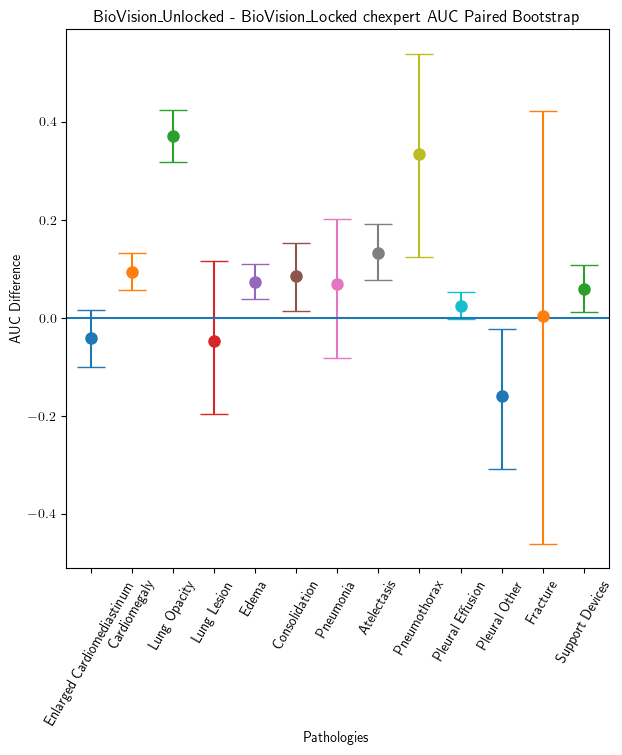 BioVision_Unlocked - BioVision_Locked chexpert AUC Paired Bootstrap
0.4
0.2
0.0
−0.2
−0.4
AUC Difference
Enlarged Cardiomediastinum
Cardiomegaly
Lung Opacity
Lung Lesion
Edema
Consolidation
Pneumonia
Atelectasis
Pneumothorax
Pleural Effusion
Pleural Other
Fracture
Support Devices
Pathologies